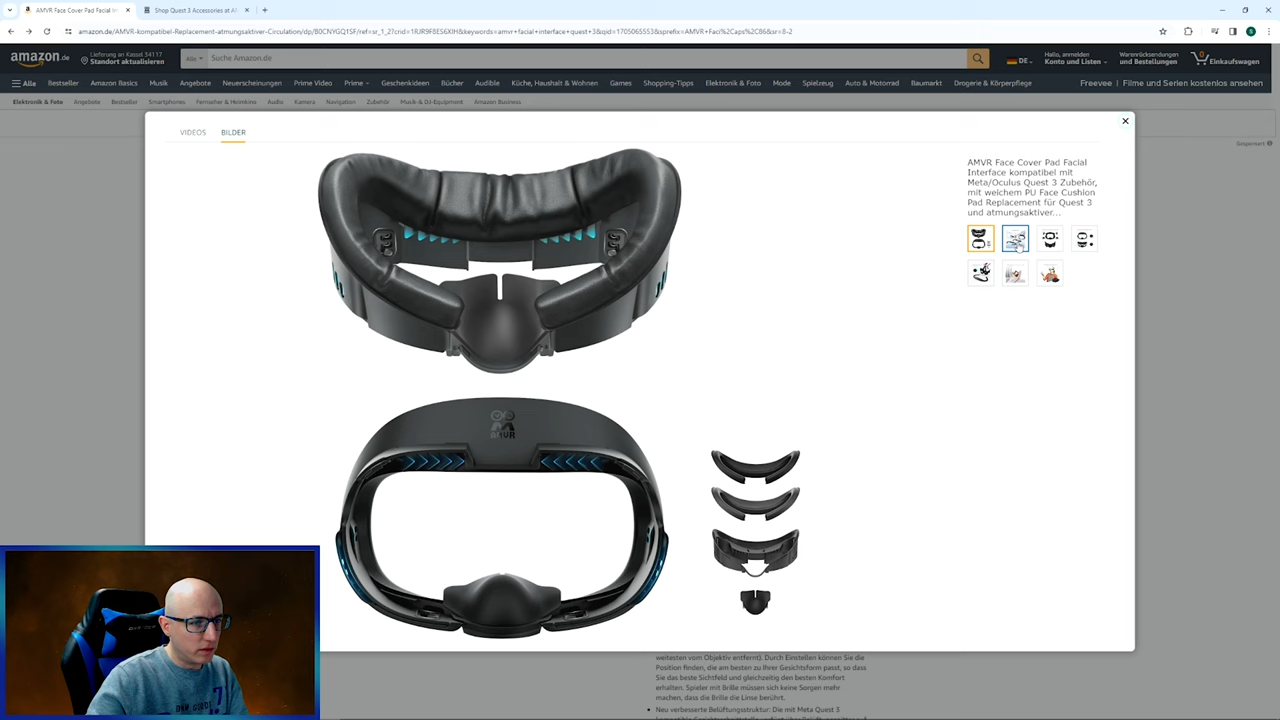 AMVR Face Cover Pad Facial In
Shop Quest 3 Accessories at AM
amazon.de/AMVR-kompatibel-Replacement-atmungsaktiver-Circulation/dp/B0CNYGQ1SF/ref=sr_1_2?crid=1RJR9F8ES6XIH&keywords=amvr+facial+interface+quest+3&qid=1705065553&sprefix=AMVR+Faci%2Caps%2C86&sr=8-2
amazon.de
Lieferung an Kassel 34117
Standort aktualisieren
Alle
Suche Amazon.de
DE
Hallo, anmelden
Konto und Listen
Warenrücksendungen
und Bestellungen
0
Einkaufswagen
Alle Bestseller Amazon Basics Musik Angebote Neuerscheinungen Prime Video Prime Geschenkideen Bücher Audible Küche, Haushalt & Wohnen Games Shopping-Tipps Elektronik & Foto Mode Spielzeug Auto & Motorrad Baumarkt Drogerie & Körperpflege
Freevee | Filme und Serien kostenlos ansehen
Elektronik & Foto Angebote Bestseller Smartphones Fernseher & Heimkino Audio Kamera Navigation Zubehör Musik- & DJ-Equipment Amazon Business
Gesponsert
VIDEOS BILDER
AMVR Face Cover Pad Facial
Interface kompatibel mit
Meta/Oculus Quest 3 Zubehör,
mit weichem PU Face Cushion
Pad Replacement für Quest 3
und atmungsaktiver...
AMVR
weitesten vom Objektiv entfernt). Durch Einstellen können Sie die
Position finden, die am besten zu Ihrer Gesichtsform passt, so dass
Sie das beste Sichtfeld und gleichzeitig den besten Komfort
erhalten. Spieler mit Brille müssen sich keine Sorgen mehr
machen, dass die Brille die Linse berührt.
Neu verbesserte Belüftungsstruktur: Die mit Meta Quest 3